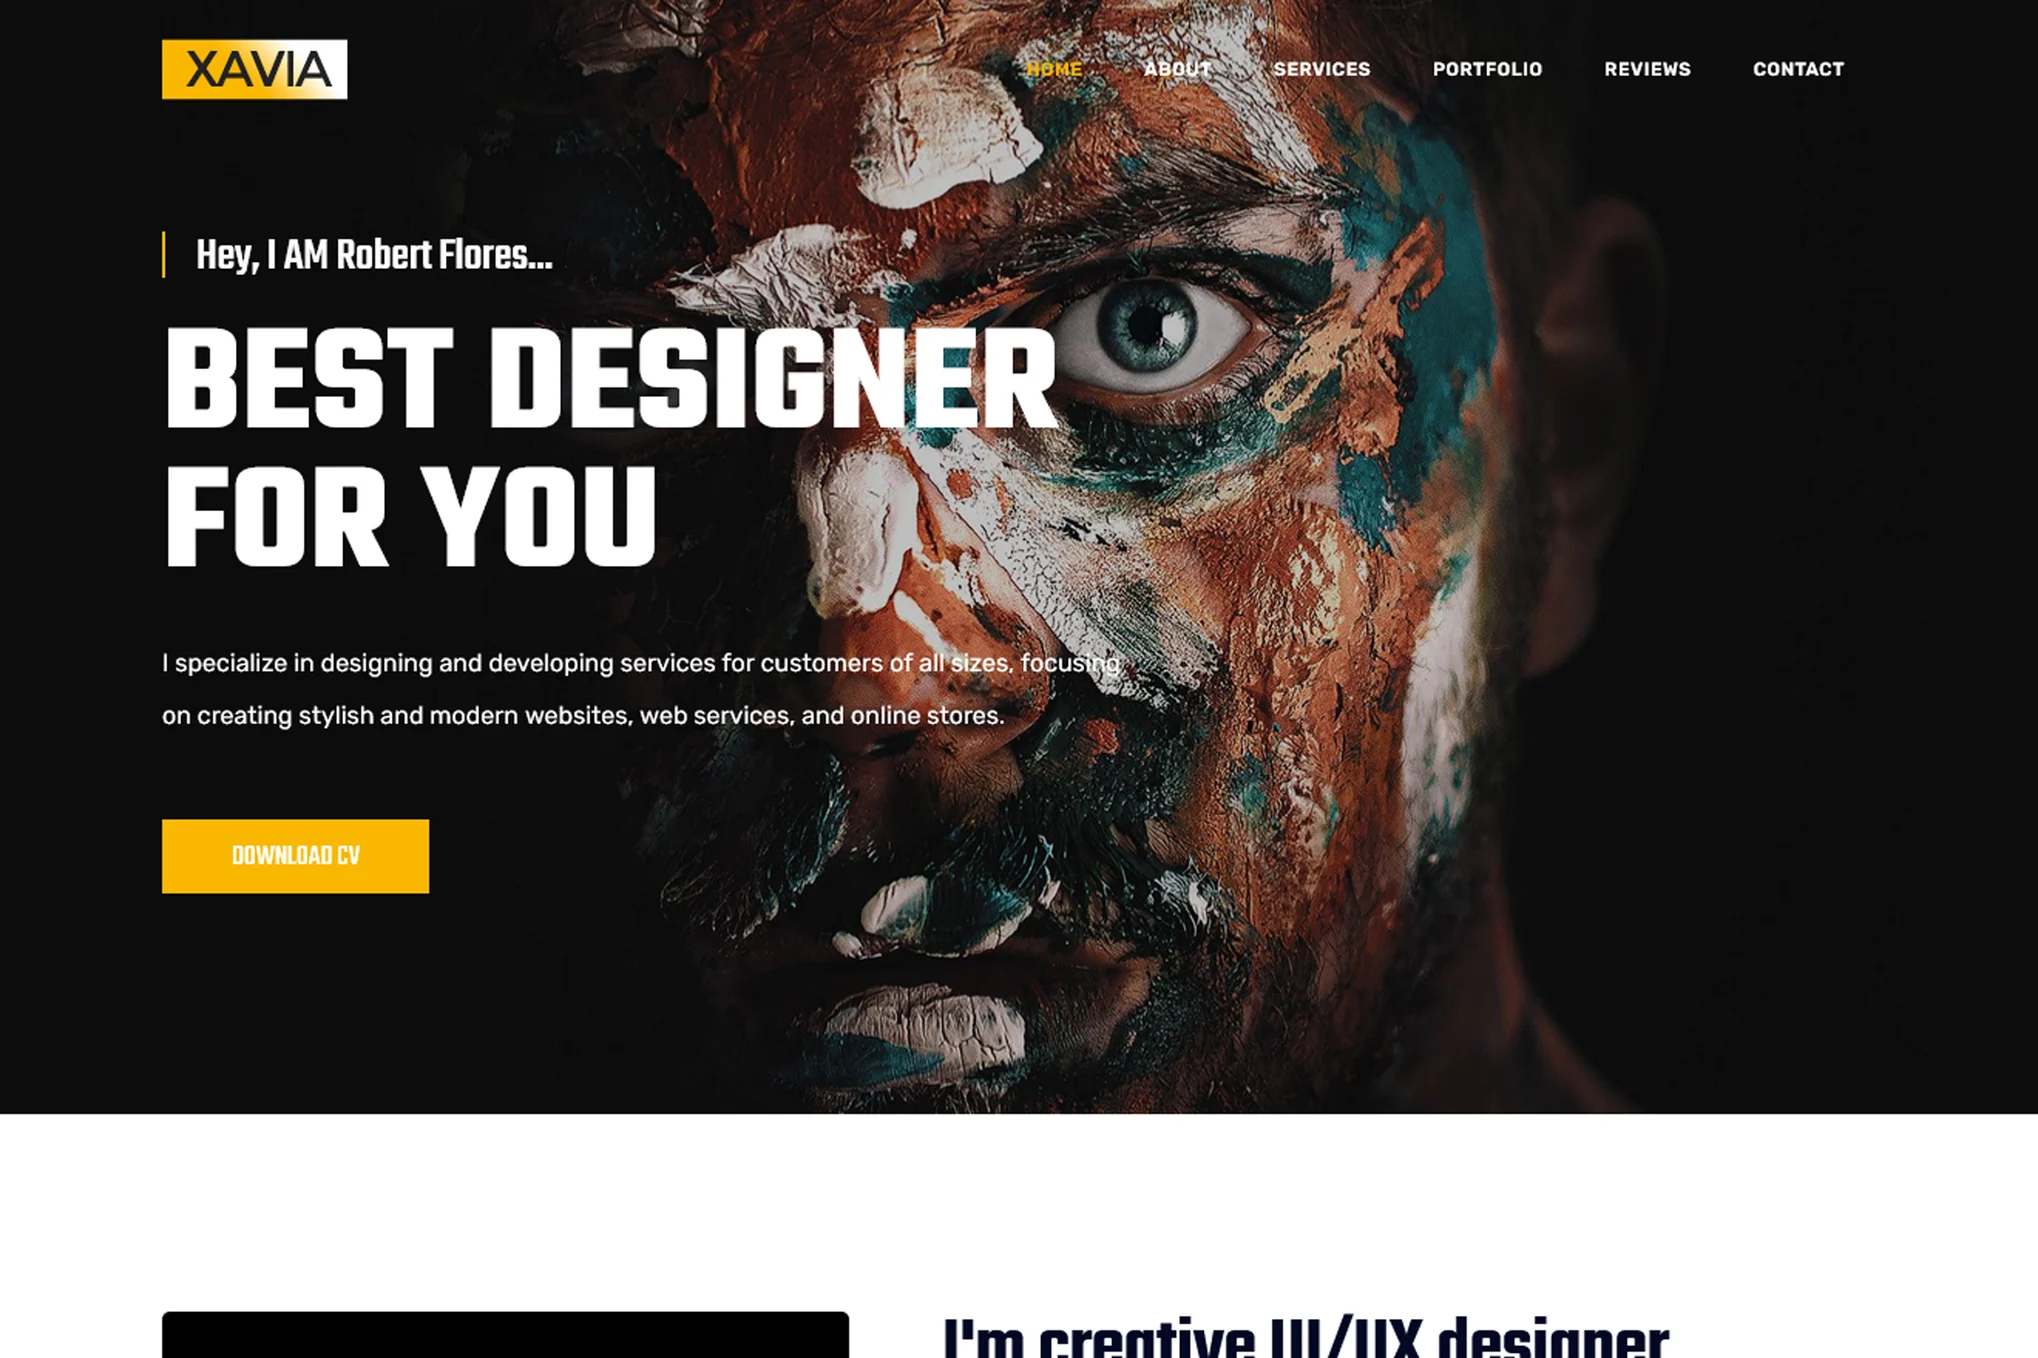 XAVIA
HOME ABOUT SERVICES PORTFOLIO REVIEWS CONTACT
Hey, I AM Robert Flores...
BEST DESIGNER
FOR YOU
I specialize in designing and developing services for customers of all sizes, focusing
on creating stylish and modern websites, web services, and online stores.
DOWNLOAD CV
I'm creative UI/UX designer